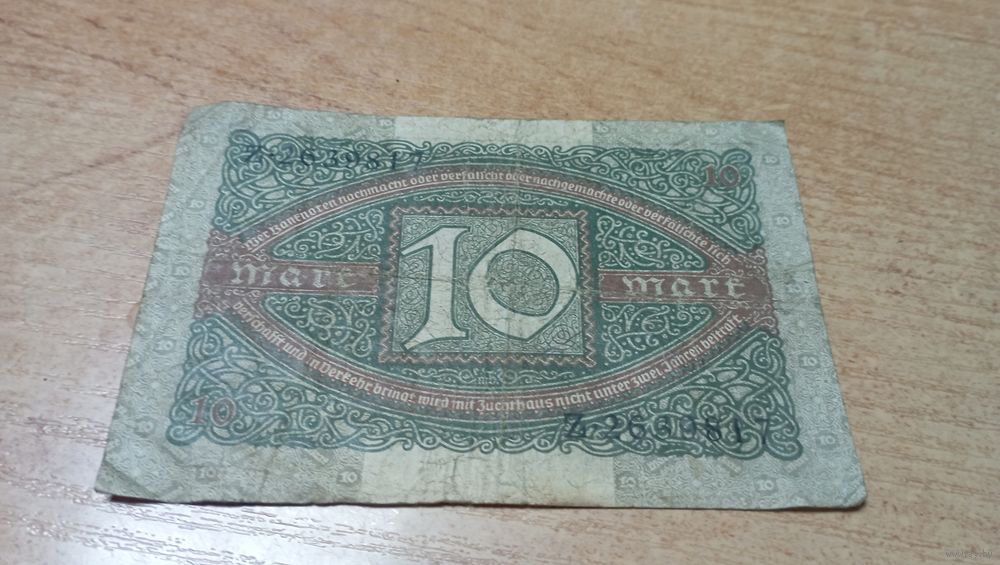 Z·2639817
10
Wer Banknoten nachmacht oder verfälscht oder nachgemachte oder verfälschte sich
Mark 10 Mark
verschafft und in Verkehr bringt wird mit Zuchthaus nicht unter zwei Jahren bestraft
10
Z·2639817